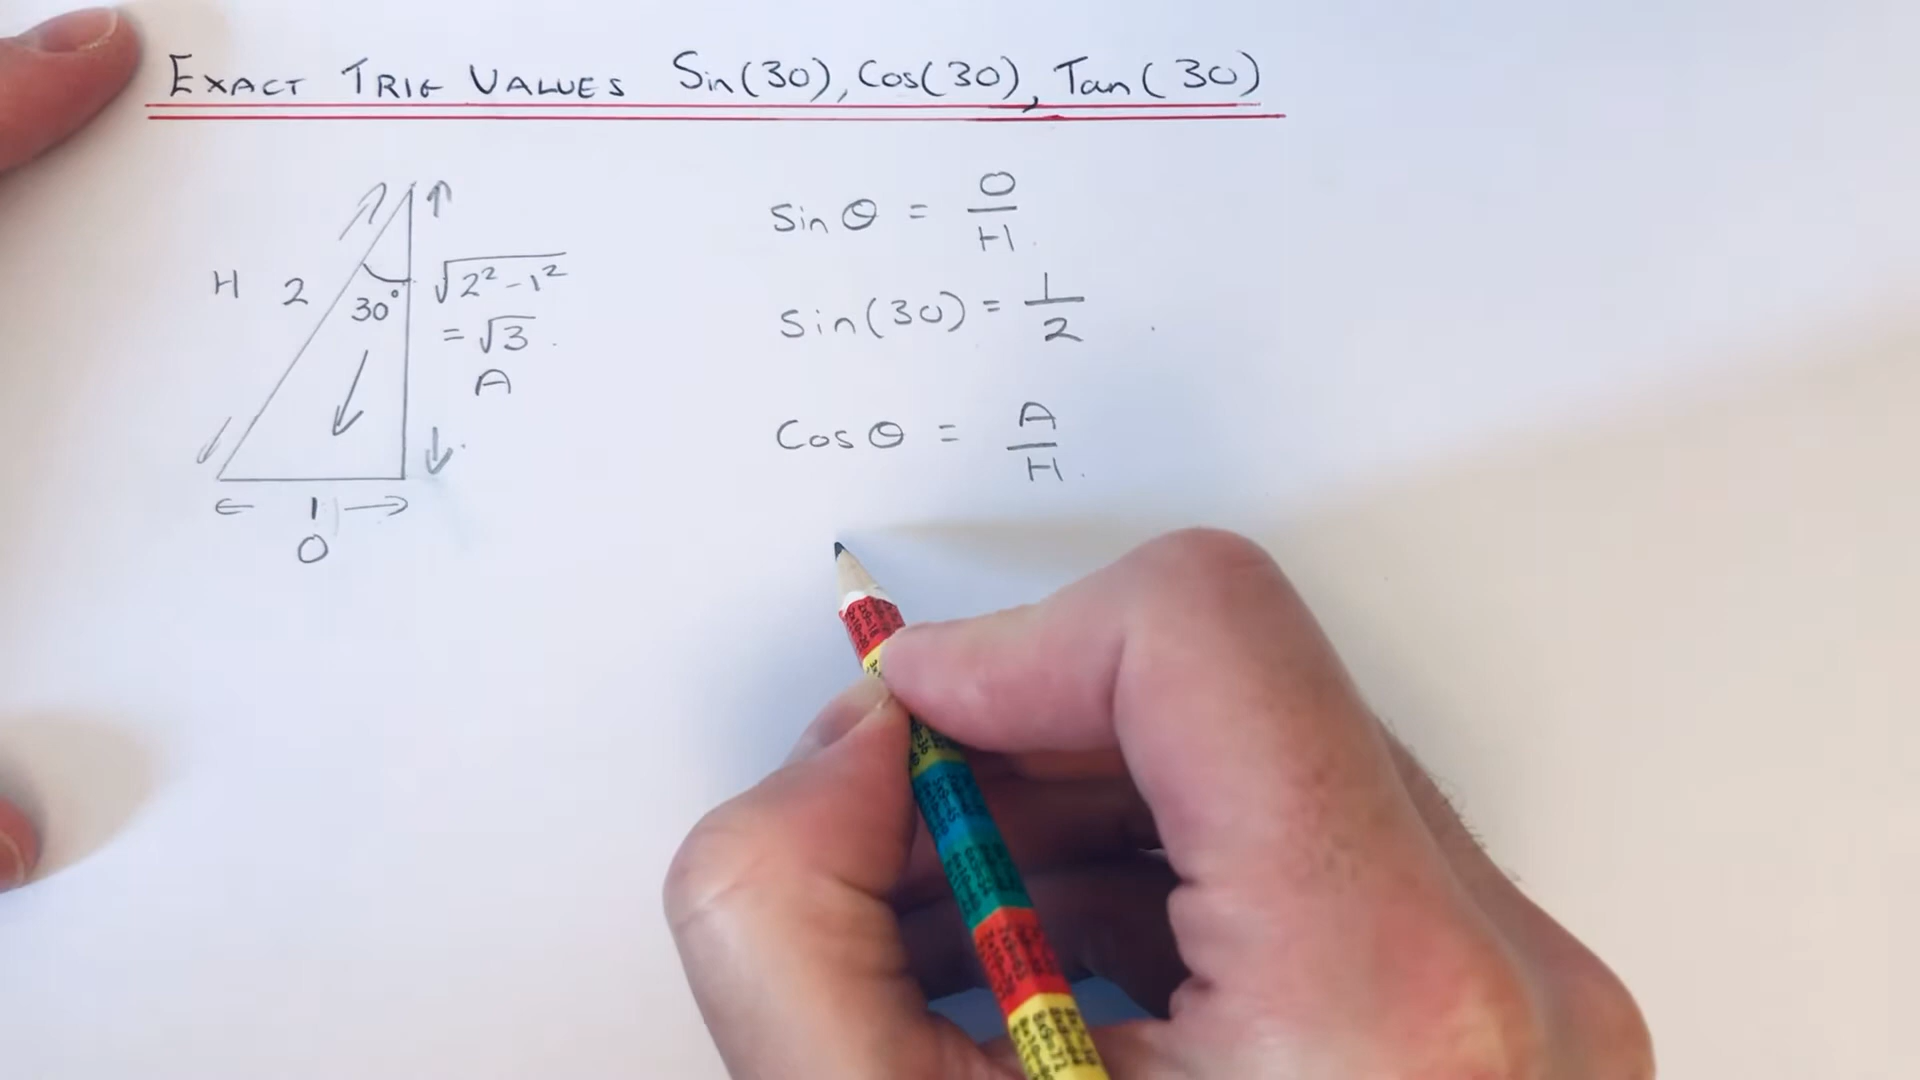 EXACT TRIG VALUES Sin(30), Cos(30), Tan(30)
H 2
30°
√2²-1²
= √3
A
1
O
Sin θ = O/H
Sin(30) = 1/2
Cos θ = A/H